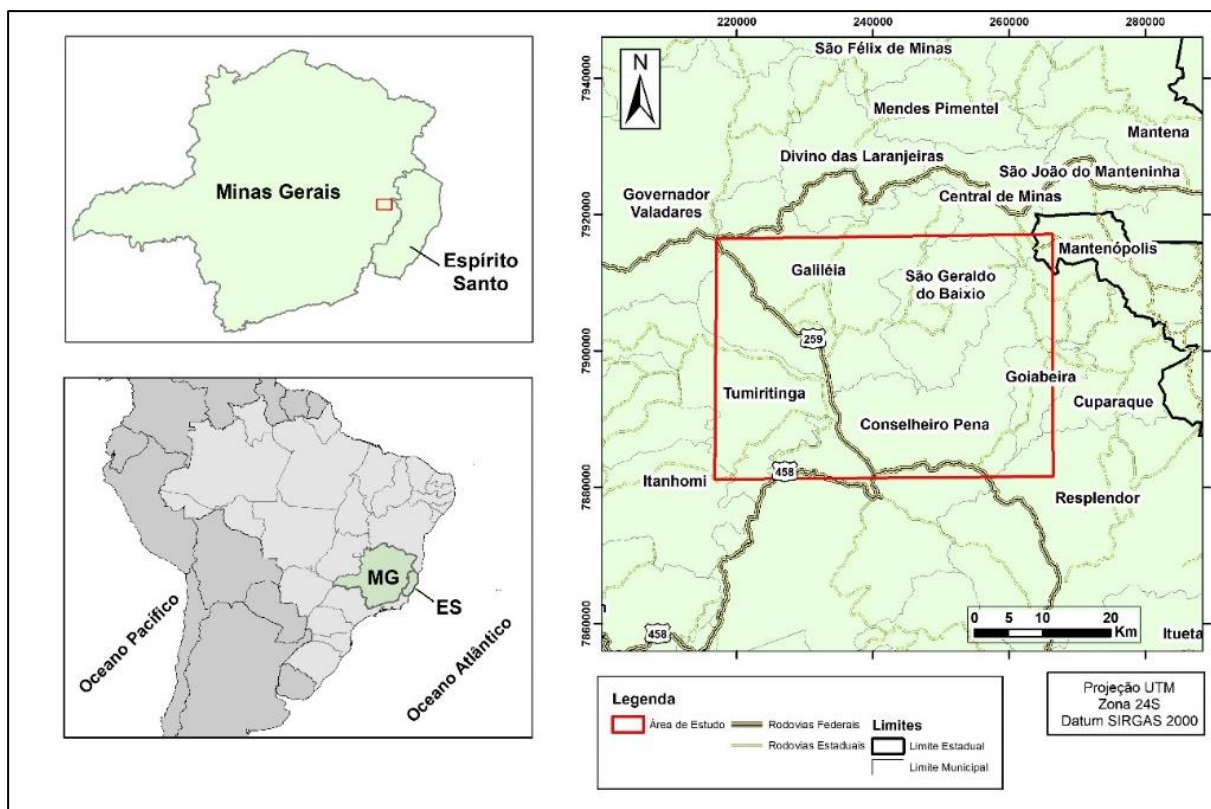 Minas Gerais
Espírito
Santo
MG
ES
Oceano Pacífico
Oceano Atlântico
220000
240000
260000
280000
7940000
7920000
7900000
7880000
7860000
N
São Félix de Minas
Mendes Pimentel
Mantena
Divino das Laranjeiras
São João do Manteninha
Governador
Valadares
Central de Minas
Mantenópolis
Galiléia
São Geraldo
do Baixio
259
Goiabeira
Tumiritinga
Cuparaque
Conselheiro Pena
458
Itanhomi
Resplendor
0 5 10 20
Km
458
Itueta
Legenda
Área de Estudo
Rodovias Federais
Rodovias Estaduais
Limites
Limite Estadual
Limite Municipal
Projeção UTM
Zona 24S
Datum SIRGAS 2000